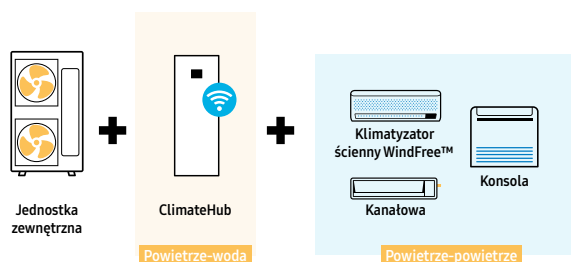 Jednostka
zewnętrzna
ClimateHub
Powietrze-woda
Klimatyzator
ścienny WindFree™
Kanałowa
Konsola
Powietrze-powietrze